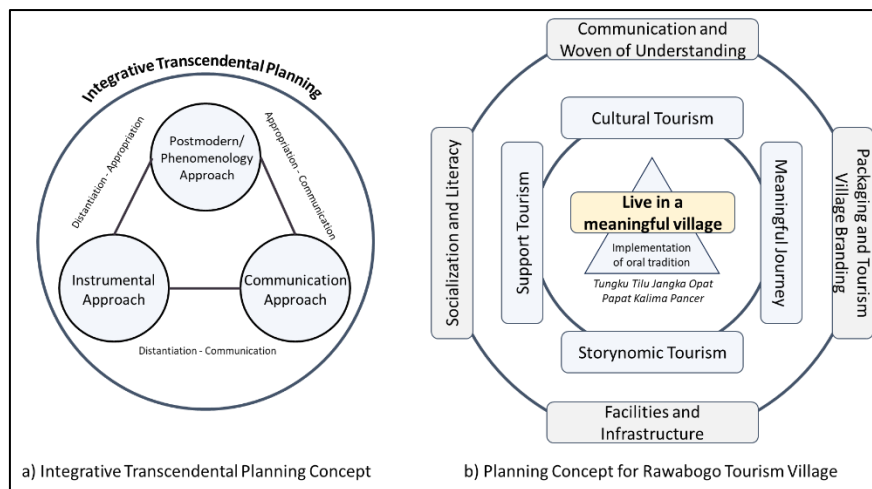 Integrative Transcendental Planning
Postmodern/
Phenomenology
Approach
Distantiation - Appropriation
Appropriation - Communication
Instrumental
Approach
Communication
Approach
Distantiation - Communication
a) Integrative Transcendental Planning Concept
Communication and
Woven of Understanding
Cultural Tourism
Socialization and Literacy
Support Tourism
Live in a
meaningful village
Implementation
of oral tradition
Tungku Tilu Jangka Opat
Papat Kalima Pancer
Meaningful Journey
Packaging and Tourism
Village Branding
Storynomic Tourism
Facilities and
Infrastructure
b) Planning Concept for Rawabogo Tourism Village